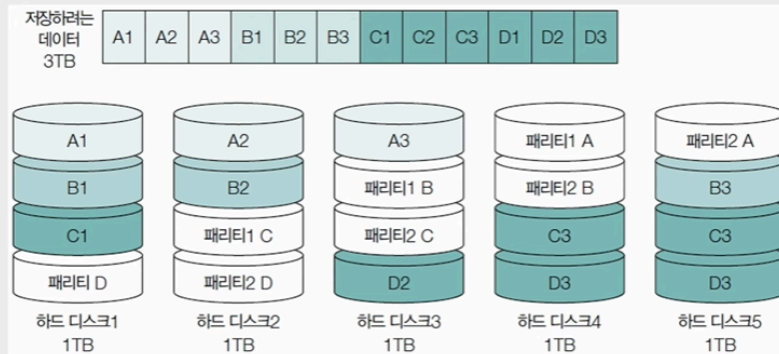 저장하려는
데이터
3TB
A1 A2 A3 B1 B2 B3 C1 C2 C3 D1 D2 D3
A1 A2 A3 패리티1 A 패리티2 A
B1 B2 패리티1 B 패리티2 B B3
C1 패리티1 C 패리티2 C C3 C3
패리티 D 패리티2 D D2 D3 D3
하드 디스크1 하드 디스크2 하드 디스크3 하드 디스크4 하드 디스크5
1TB 1TB 1TB 1TB 1TB